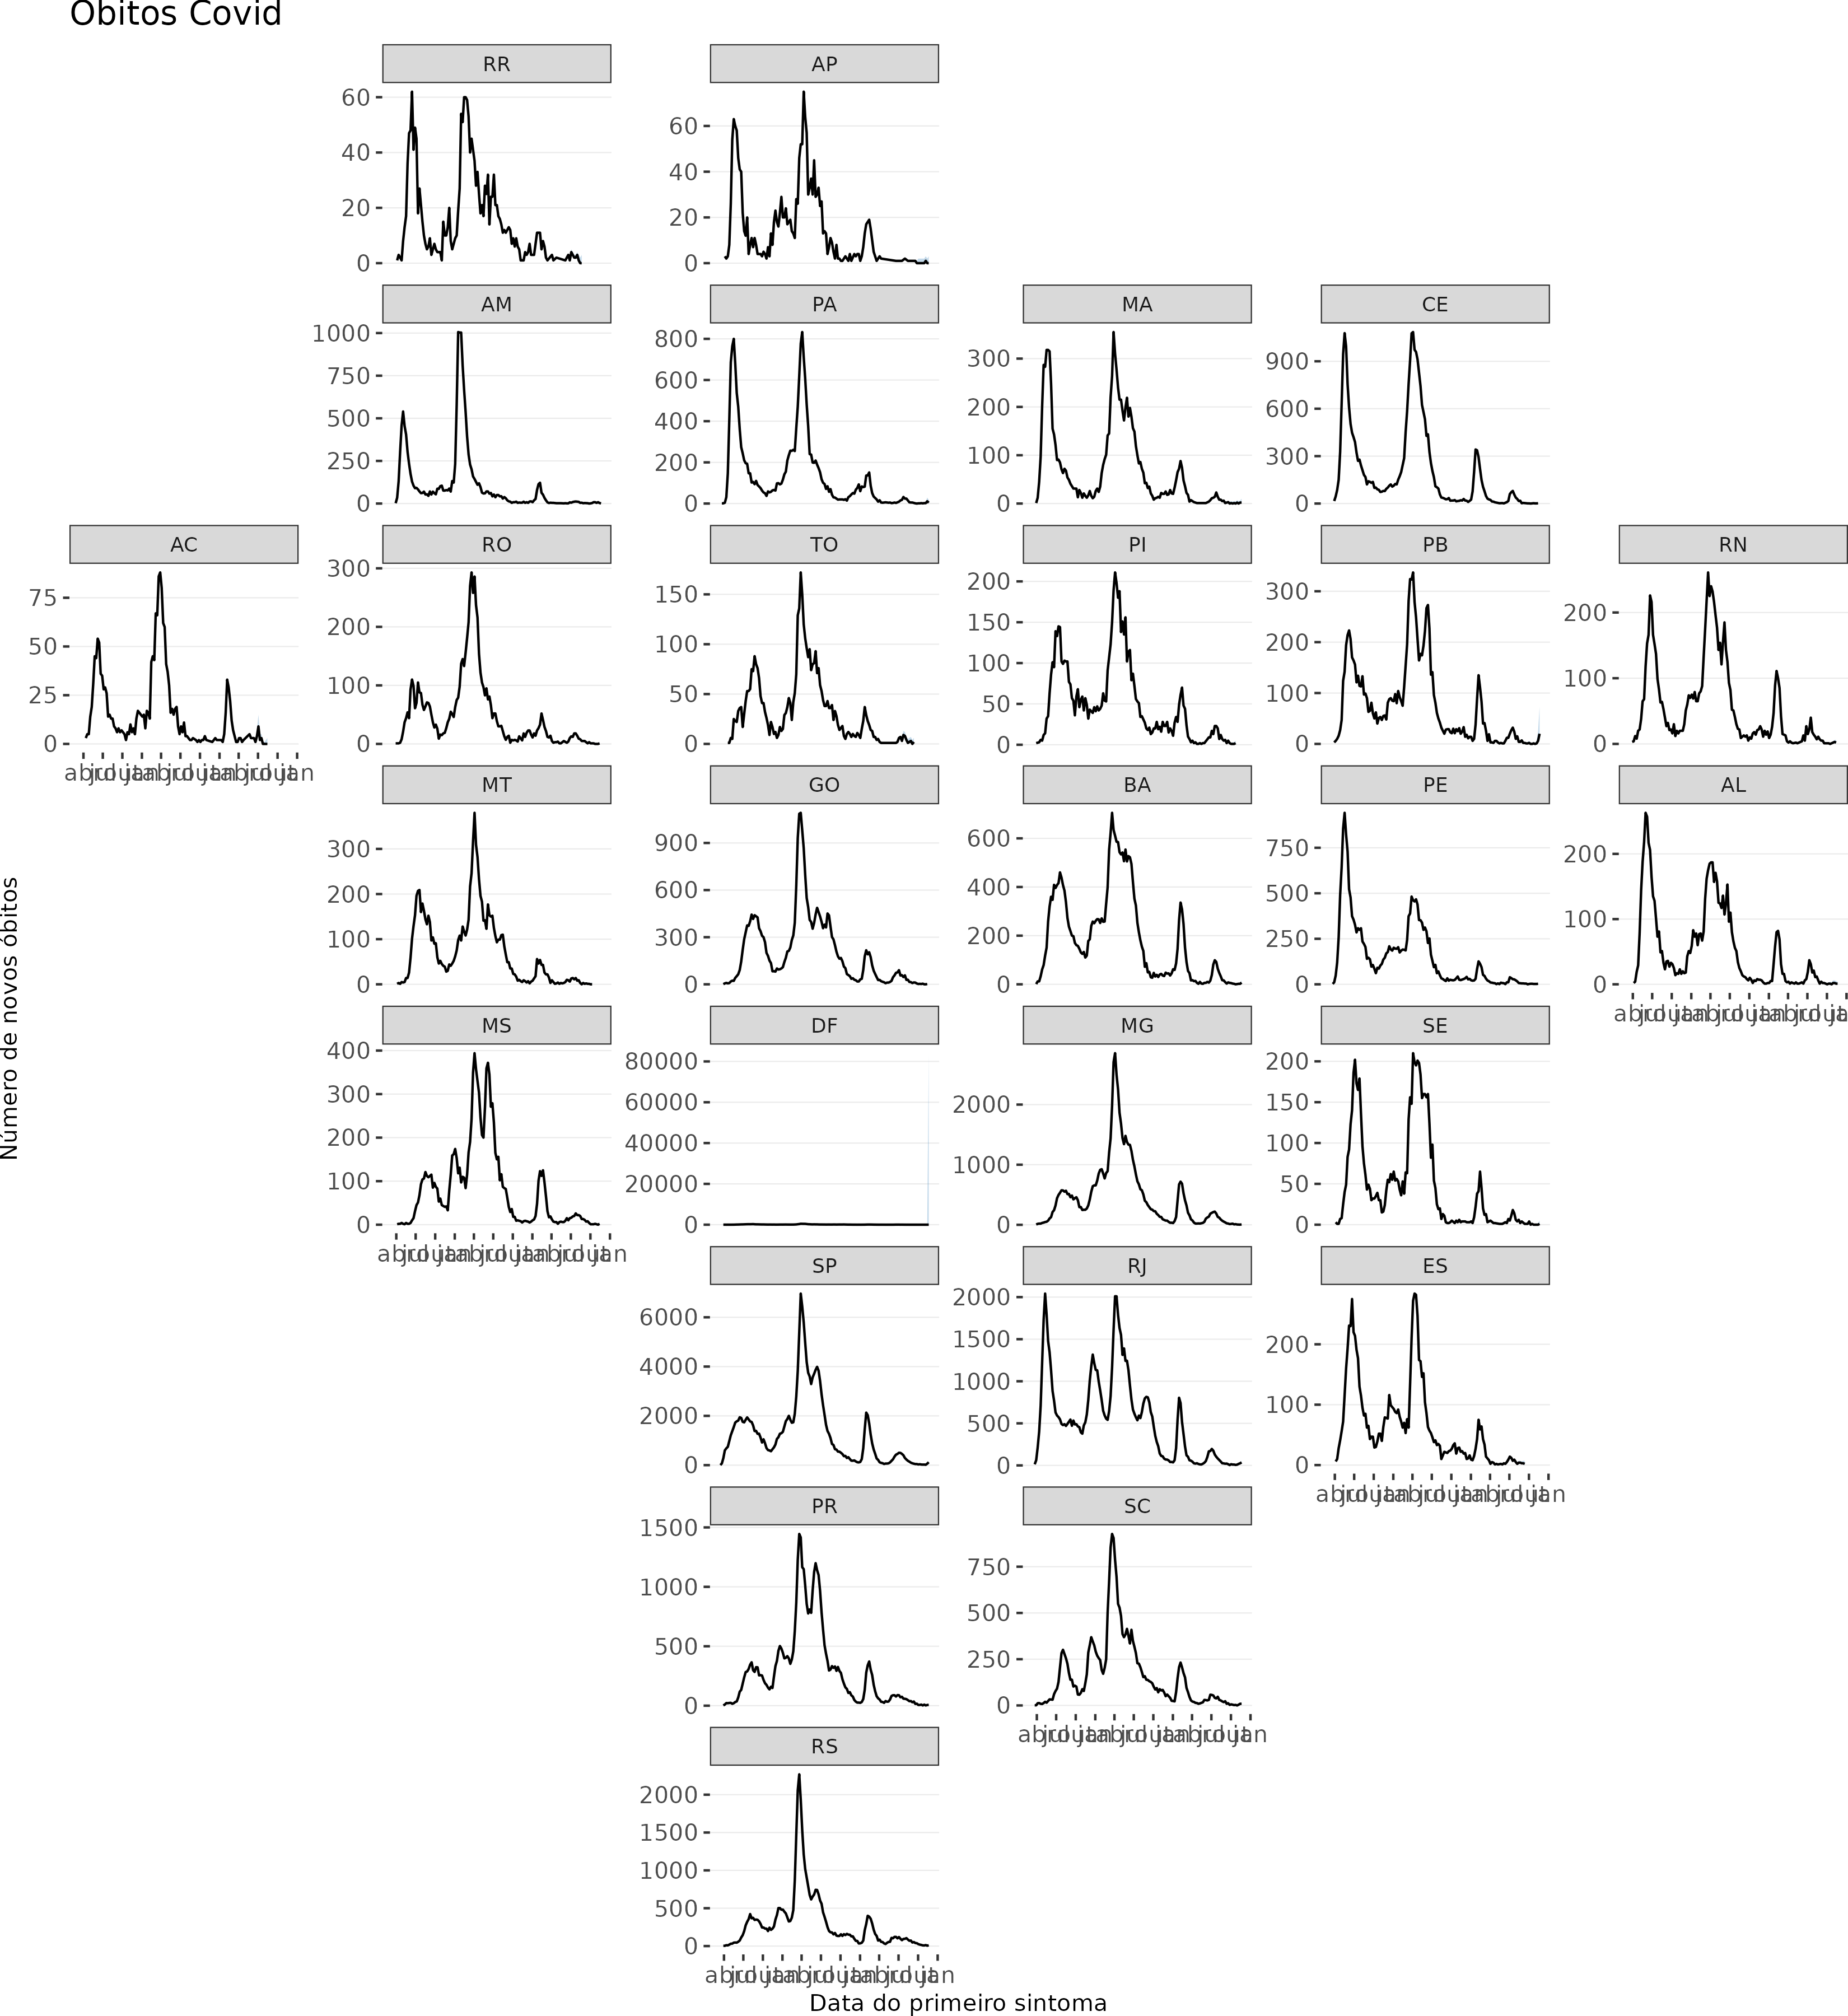 Óbitos Covid
RR AP
60 40 20 0
60 40 20 0
AM PA MA CE
1000 750 500 250 0
800 600 400 200 0
300 200 100 0
900 600 300 0
AC RO TO PI PB RN
75 50 25 0
300 200 100 0
150 100 50 0
200 150 100 50 0
300 200 100 0
200 100 0
MT GO BA PE AL
300 200 100 0
900 600 300 0
600 400 200 0
750 500 250 0
200 100 0
MS DF MG SE
400 300 200 100 0
80000 60000 40000 20000 0
2000 1000 0
200 150 100 50 0
SP RJ ES
6000 4000 2000 0
2000 1500 1000 500 0
200 100 0
PR SC
1500 1000 500 0
750 500 250 0
RS
2000 1500 1000 500 0
Número de novos óbitos
Data do primeiro sintoma